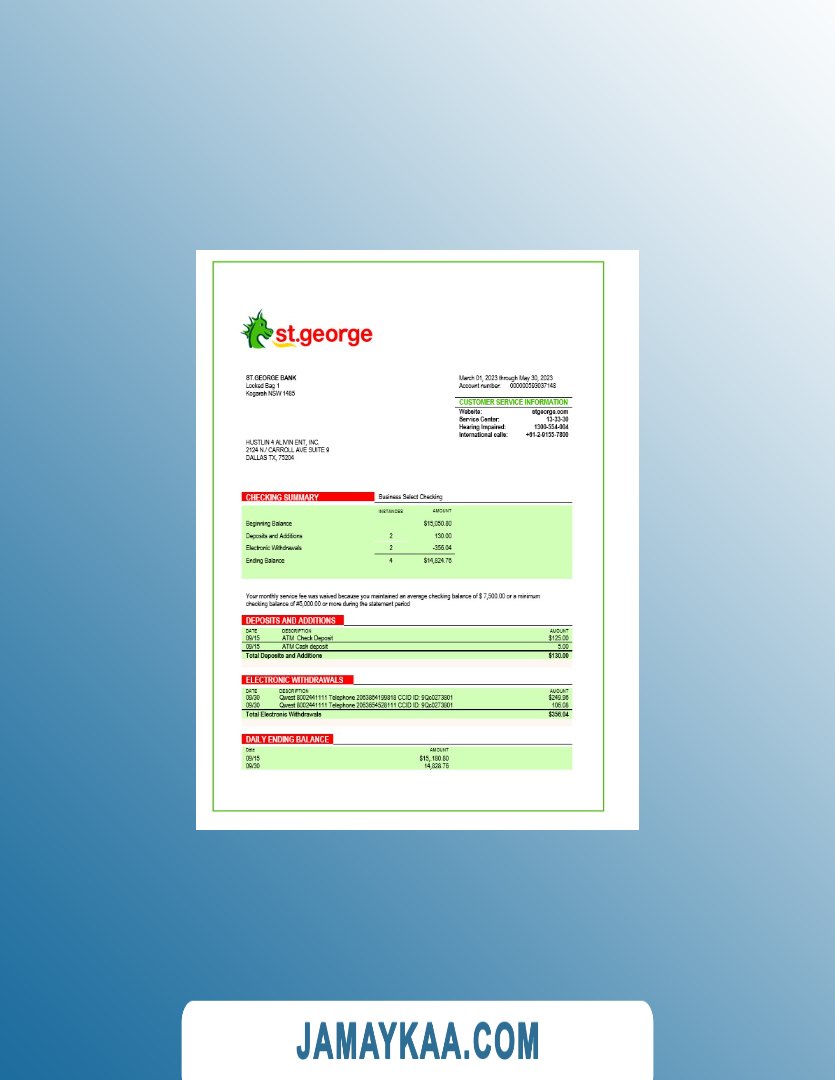 st.george
ST.GEORGE BANK
Locked Bag 1
Kogarah NSW 1485
March 01, 2023 through May 30, 2023
Account number: 000000593037148
CUSTOMER SERVICE INFORMATION
Website: stgeorge.com
Service Center: 13-33-30
Hearing Impaired: 1300-554-004
International calls: +61-2-9155-7800
HUSTLIN 4 ALIVIN ENT, INC.
2124 N./ CARROLL AVE SUITE 9
DALLAS TX, 75204
CHECKING SUMMARY Business Select Checking
INSTANCES AMOUNT
Beginning Balance $15,050.80
Deposits and Additions 2 130.00
Electronic Withdrawals 2 -356.04
Ending Balance 4 $14,824.76
Your monthly service fee was waived because you maintained an average checking balance of $ 7,500.00 or a minimum
checking balance of #5,000.00 or more during the statement period
DEPOSITS AND ADDITIONS
DATE DESCRIPTION AMOUNT
09/15 ATM Check Deposit $125.00
09/15 ATM Cash deposit 5.00
Total Deposits and Additions $130.00
ELECTRONIC WITHDRAWALS
DATE DESCRIPTION AMOUNT
09/30 Qwest 8002441111 Telephone CCID ID: $249.96
09/30 Qwest 8002441111 Telephone CCID ID: 106.08
Total Electronic Withdrawals $356.04
DAILY ENDING BALANCE
Date AMOUNT
09/15 $15,180.80
09/30 14,828.76
JAMAYKAA.COM